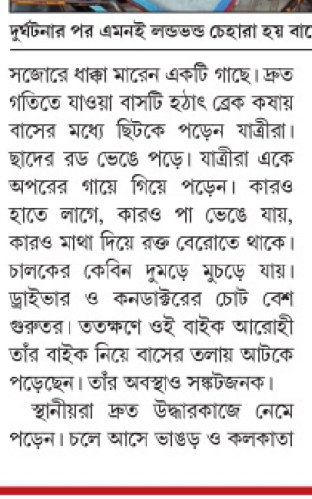 দুর্ঘটনার পর এমনই লন্ডভন্ড চেহারা হয় বাসে
সজোরে ধাক্কা মারেন একটি গাছে। দ্রুত
গতিতে যাওয়া বাসটি হঠাৎ ব্রেক কষায়
বাসের মধ্যে ছিটকে পড়েন যাত্রীরা।
ছাদের রড ভেঙে পড়ে। যাত্রীরা একে
অপরের গায়ে গিয়ে পড়েন। কারও
হাতে লাগে, কারও পা ভেঙে যায়,
কারও মাথা দিয়ে রক্ত বেরোতে থাকে।
চালকের কেবিন দুমড়ে মুচড়ে যায়।
ড্রাইভার ও কনডাক্টরের চোট বেশ
গুরুতর। ততক্ষণে ওই বাইক আরোহী
তাঁর বাইক নিয়ে বাসের তলায় আটকে
পড়েছেন। তাঁর অবস্থাও সঙ্কটজনক।
স্থানীয়রা দ্রুত উদ্ধারকাজে নেমে
পড়েন। চলে আসে ভাঙড় ও কলকাতা